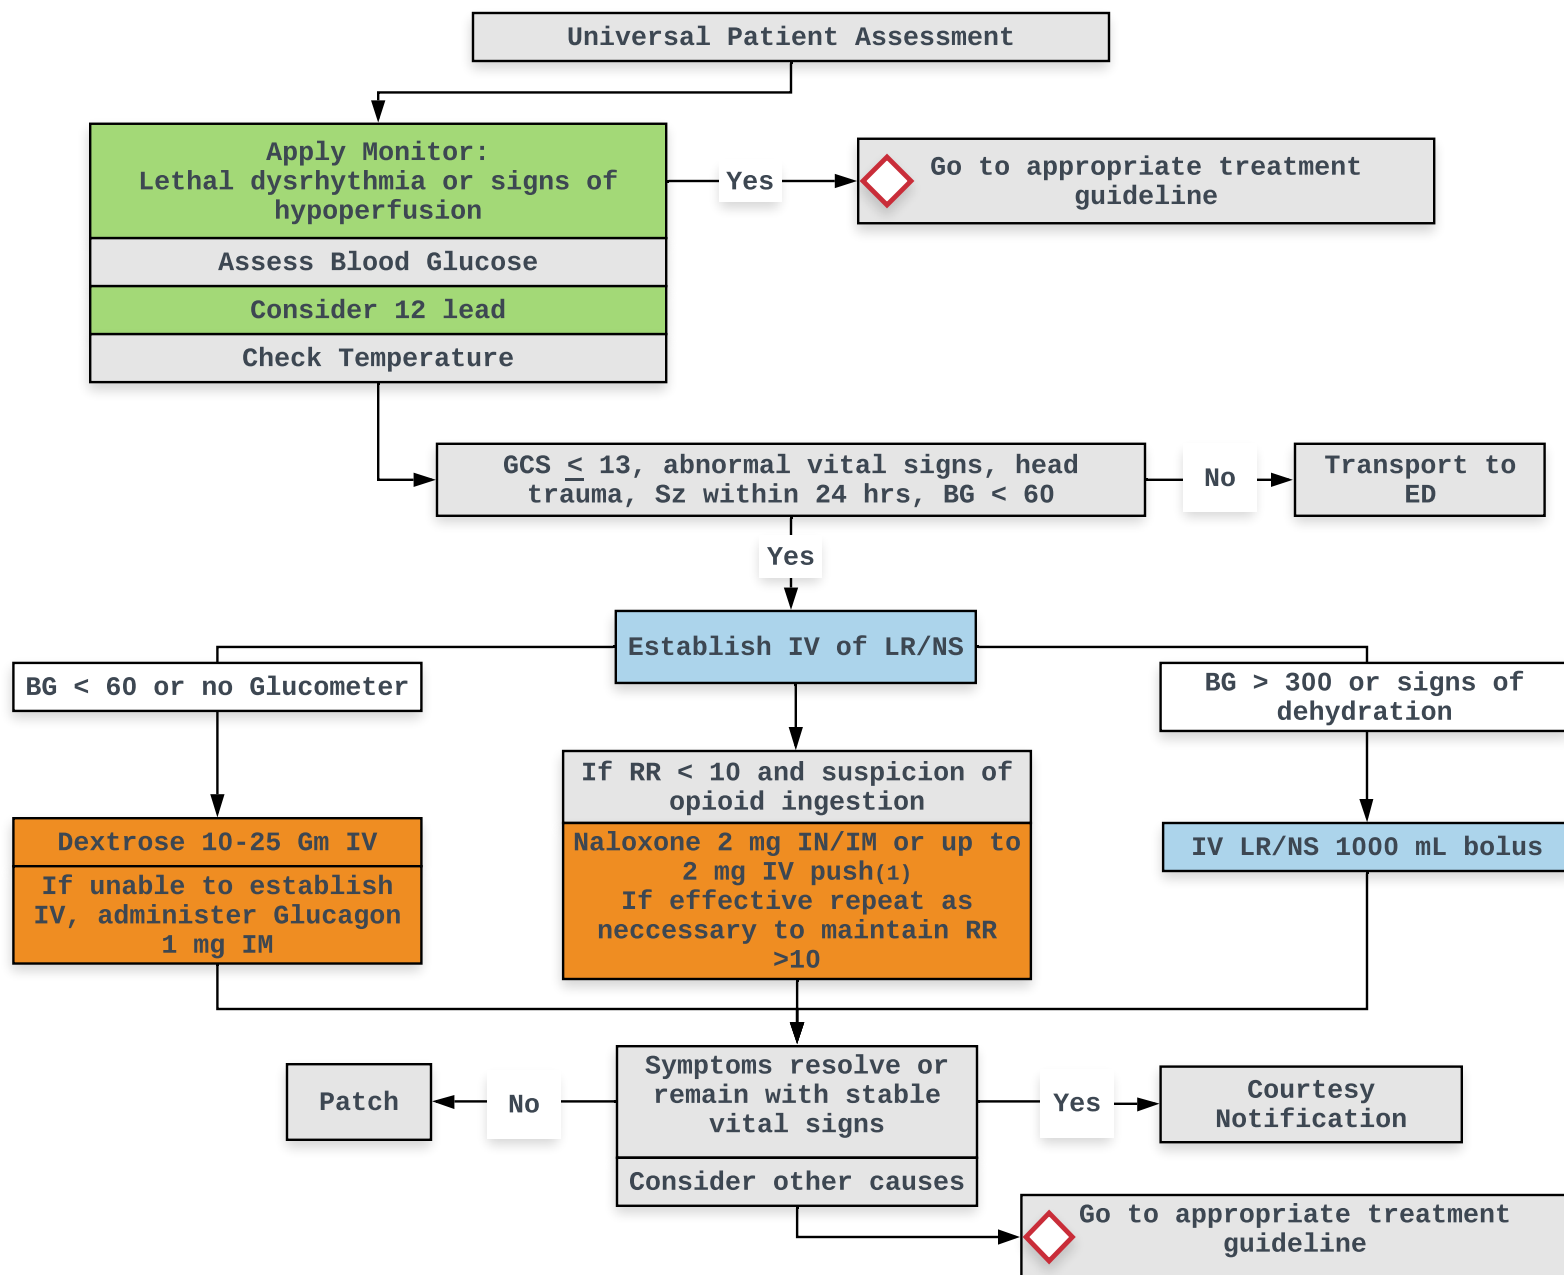 Universal Patient Assessment
Apply Monitor:
Lethal dysrhythmia or signs of
hypoperfusion
Yes
Go to appropriate treatment
guideline
Assess Blood Glucose
Consider 12 lead
Check Temperature
GCS ≤ 13, abnormal vital signs, head
trauma, Sz within 24 hrs, BG < 60
No
Transport to
ED
Yes
Establish IV of LR/NS
BG < 60 or no Glucometer
BG > 300 or signs of
dehydration
If RR < 10 and suspicion of
opioid ingestion
Dextrose 10-25 Gm IV
If unable to establish
IV, administer Glucagon
1 mg IM
Naloxone 2 mg IN/IM or up to
2 mg IV push(1)
If effective repeat as
neccessary to maintain RR
>10
IV LR/NS 1000 mL bolus
Symptoms resolve or
remain with stable
vital signs
No
Patch
Yes
Courtesy
Notification
Consider other causes
Go to appropriate treatment
guideline